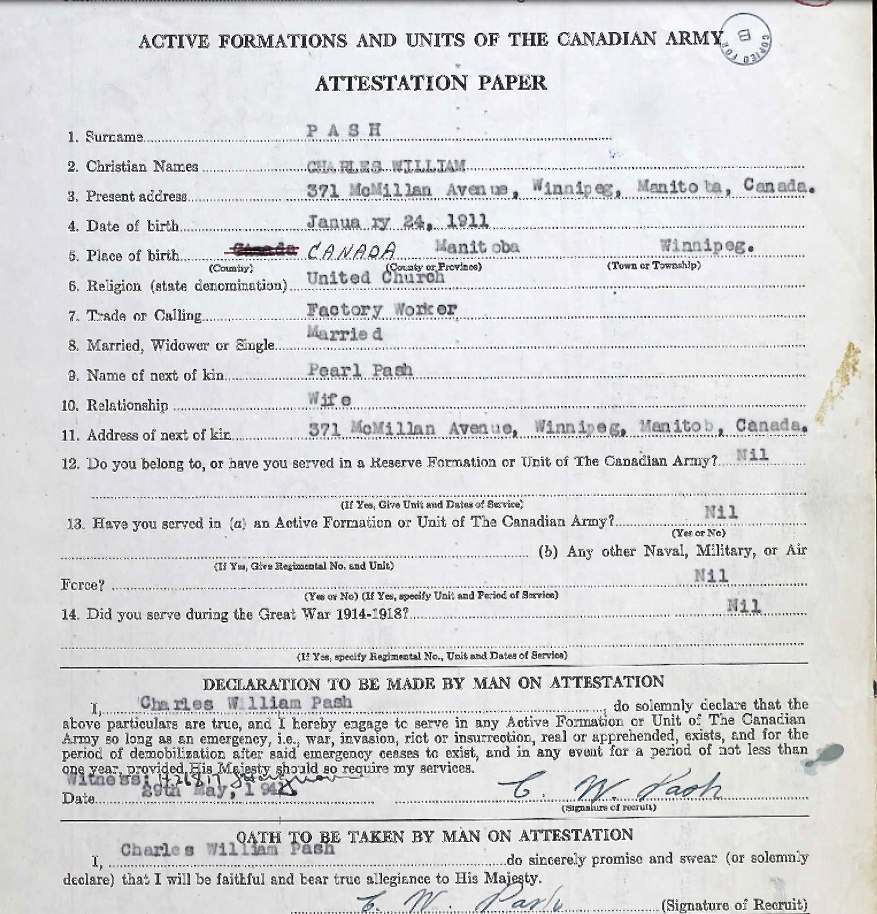 ACTIVE FORMATIONS AND UNITS OF THE CANADIAN ARMY
COPIED FOR
B
ATTESTATION PAPER
1. Surname PASH
2. Christian Names CHARLES WILLIAM
3. Present address 371 McMillan Avenue, Winnipeg, Manitoba, Canada.
4. Date of birth January 24, 1911
5. Place of birth Canada CANADA Manitoba Winnipeg.
(Country) (County or Province) (Town or Township)
6. Religion (state denomination) United Church
7. Trade or Calling Factory Worker
8. Married, Widower or Single Married
9. Name of next of kin Pearl Pash
10. Relationship Wife
11. Address of next of kin 371 McMillan Avenue, Winnipeg, Manitob, Canada.
12. Do you belong to, or have you served in a Reserve Formation or Unit of The Canadian Army? Nil
(If Yes, Give Unit and Dates of Service)
13. Have you served in (a) an Active Formation or Unit of The Canadian Army? Nil
(Yes or No)
(b) Any other Naval, Military, or Air
(If Yes, Give Regimental No. and Unit)
Force? Nil
(Yes or No) (If Yes, specify Unit and Period of Service)
14. Did you serve during the Great War 1914-1918? Nil
(If Yes, specify Regimental No., Unit and Dates of Service)
DECLARATION TO BE MADE BY MAN ON ATTESTATION
I, Charles William Pash, do solemnly declare that the
above particulars are true, and I hereby engage to serve in any Active Formation or Unit of The Canadian
Army so long as an emergency, i.e., war, invasion, riot or insurrection, real or apprehended, exists, and for the
period of demobilization after said emergency ceases to exist, and in any event for a period of not less than
one year, provided His Majesty should so require my services.
Witness:
Date 29th May, 194 C. W. Pash
(Signature of recruit)
OATH TO BE TAKEN BY MAN ON ATTESTATION
I, Charles William Pash do sincerely promise and swear (or solemnly
declare) that I will be faithful and bear true allegiance to His Majesty.
C. W. Pash (Signature of Recruit)